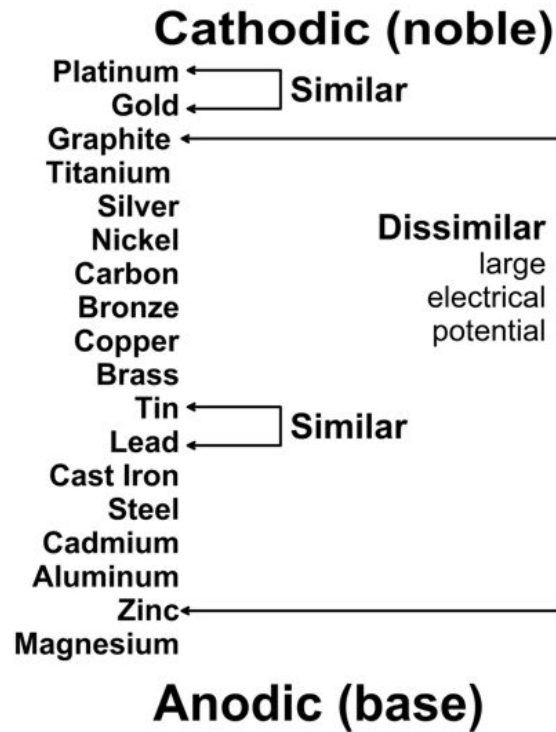 Cathodic (noble)
Platinum
Gold
Similar
Graphite
Titanium
Silver
Nickel
Carbon
Bronze
Copper
Brass
Dissimilar
large
electrical
potential
Tin
Lead
Similar
Cast Iron
Steel
Cadmium
Aluminum
Zinc
Magnesium
Anodic (base)